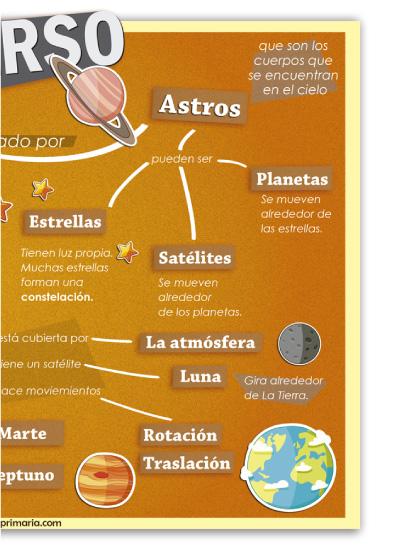 RSO
que son los
cuerpos que
se encuentran
en el cielo
Astros
ado por
pueden ser
Planetas
Se mueven
alrededor de
las estrellas.
Estrellas
Tienen luz propia.
Muchas estrellas
forman una
constelación.
Satélites
Se mueven
alrededor
de los planetas.
está cubierta por
La atmósfera
iene un satélite
Luna
Gira alrededor
de La Tierra.
ace moviemientos
Marte
Rotación
eptuno
Traslación
primaria.com